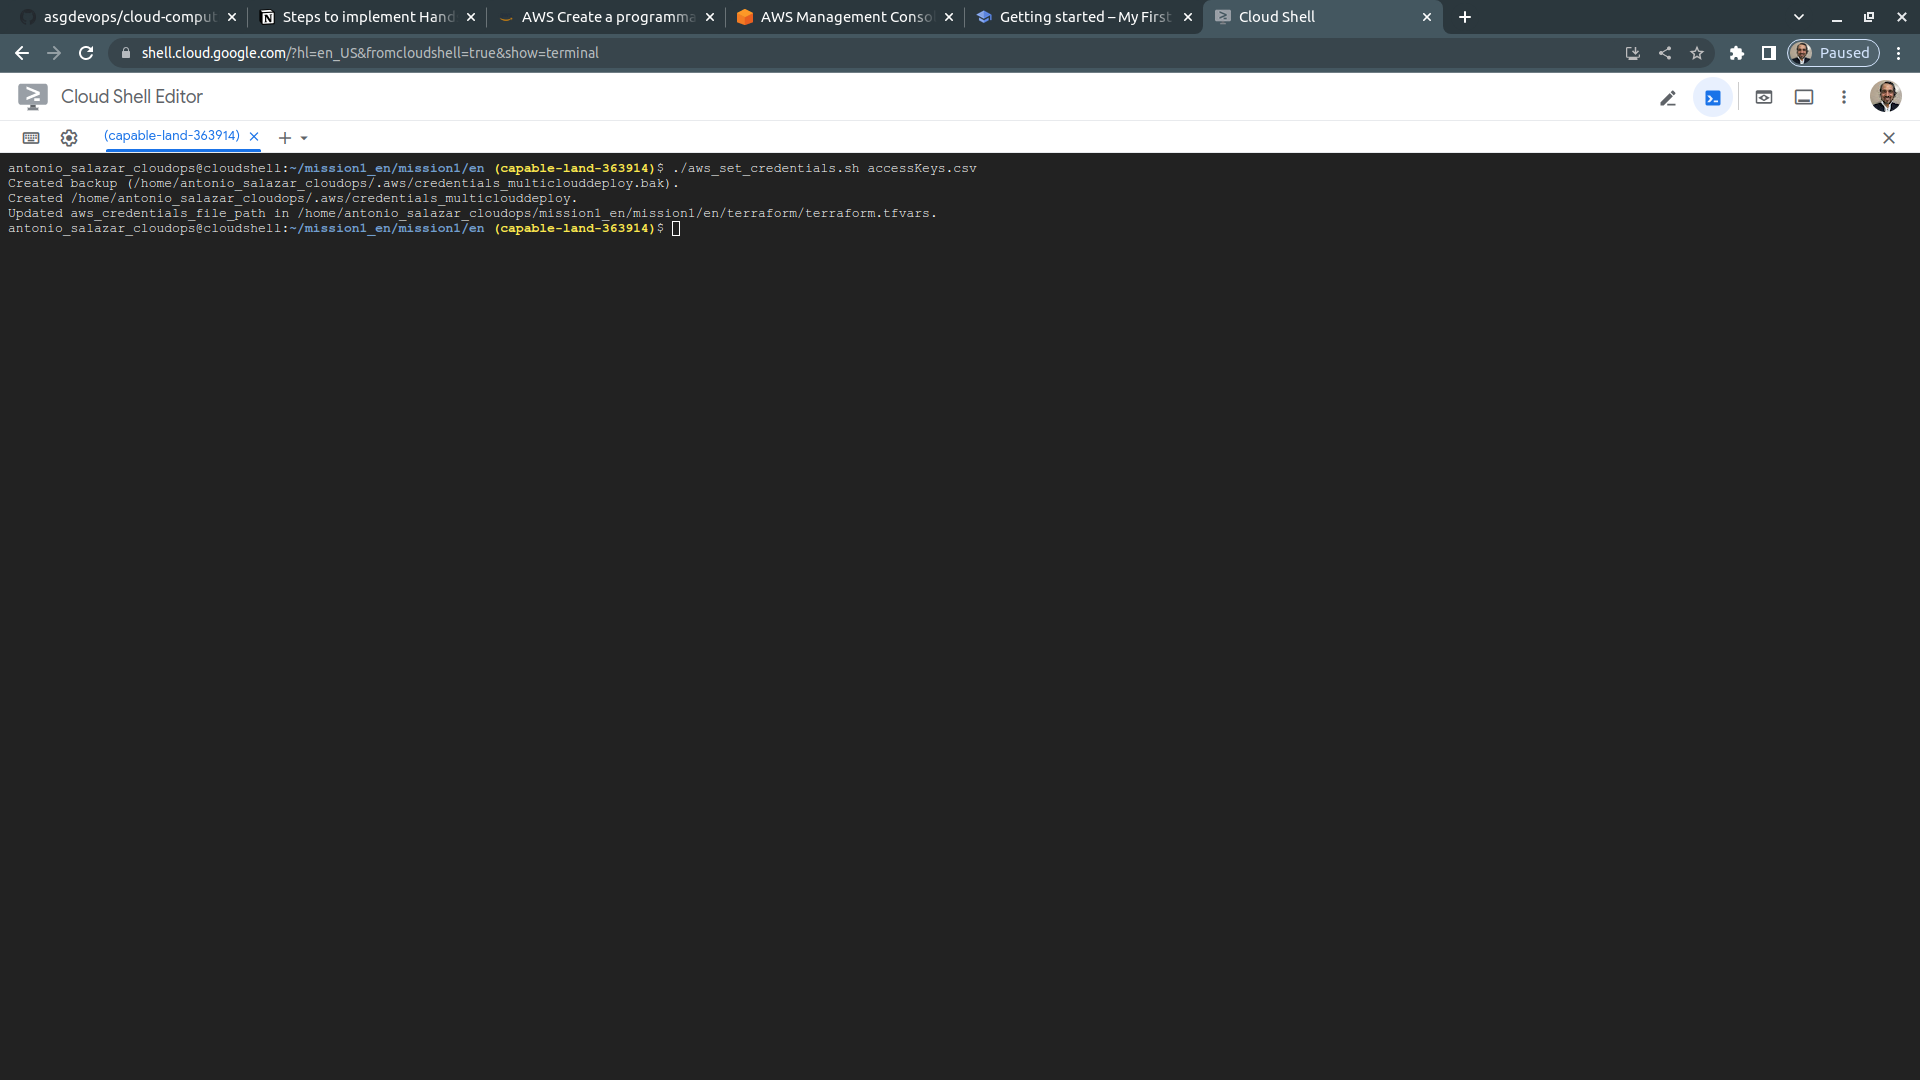 asgdevops/cloud-comput
Steps to implement Hand
AWS Create a programma
AWS Management Conso
Getting started – My First
Cloud Shell
shell.cloud.google.com/?hl=en_US&fromcloudshell=true&show=terminal
Paused
Cloud Shell Editor
(capable-land-363914)
antonio_salazar_cloudops@cloudshell:~/mission1_en/mission1/en (capable-land-363914)$ ./aws_set_credentials.sh accessKeys.csv
Created backup (/home/antonio_salazar_cloudops/.aws/credentials_multiclouddeploy.bak).
Created /home/antonio_salazar_cloudops/.aws/credentials_multiclouddeploy.
Updated aws_credentials_file_path in /home/antonio_salazar_cloudops/mission1_en/mission1/en/terraform/terraform.tfvars.
antonio_salazar_cloudops@cloudshell:~/mission1_en/mission1/en (capable-land-363914)$